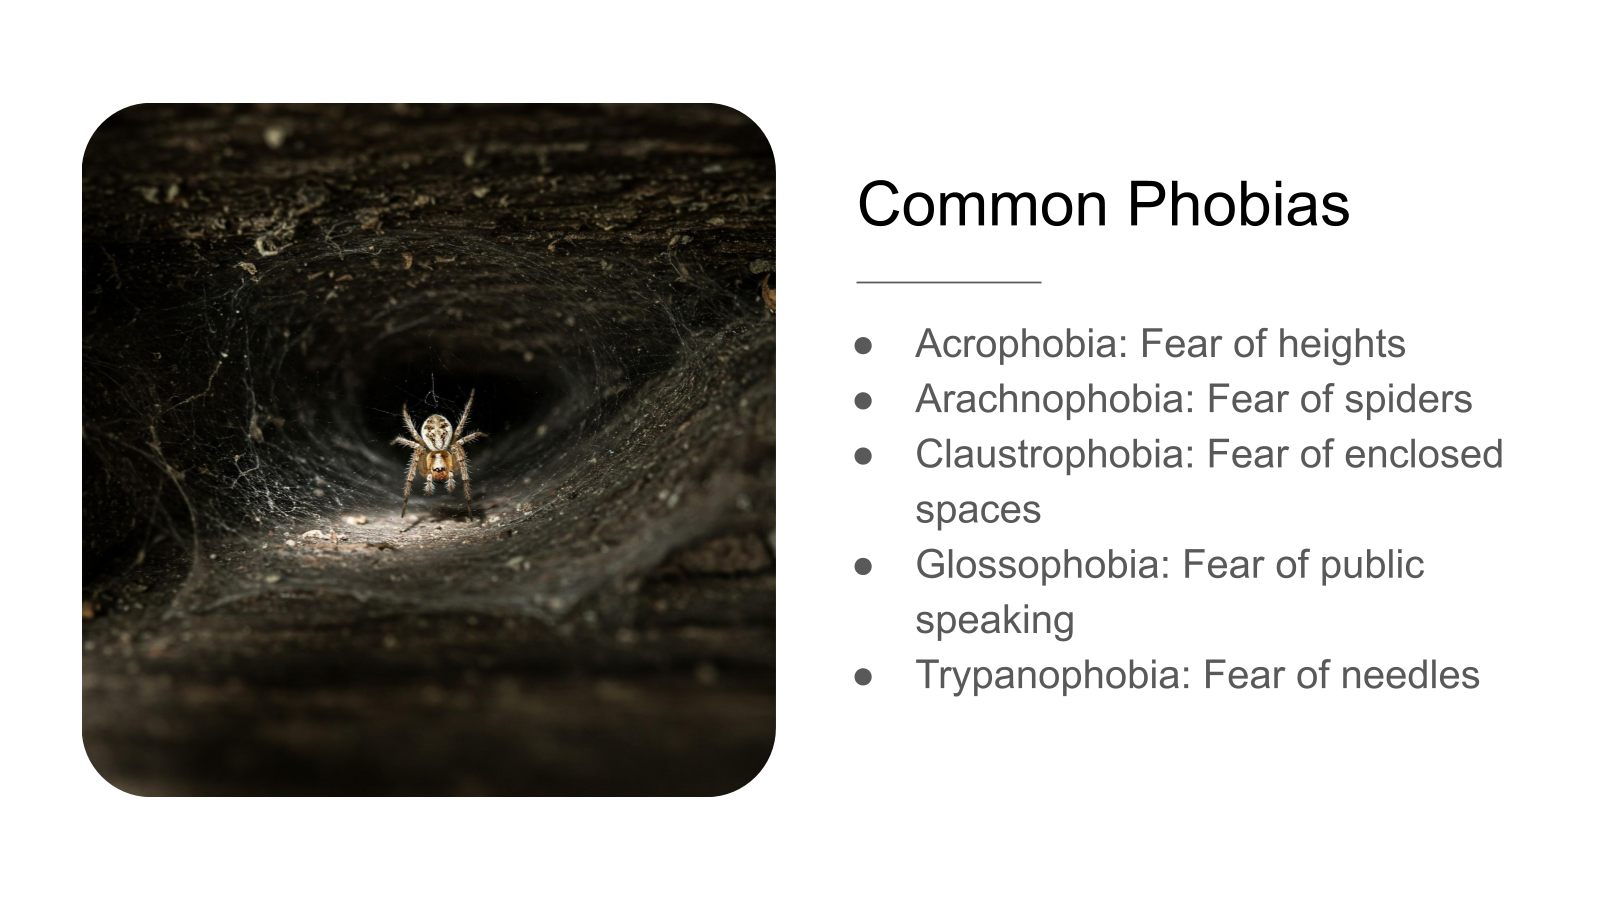 Common Phobias
● Acrophobia: Fear of heights
● Arachnophobia: Fear of spiders
● Claustrophobia: Fear of enclosed
spaces
● Glossophobia: Fear of public
speaking
● Trypanophobia: Fear of needles